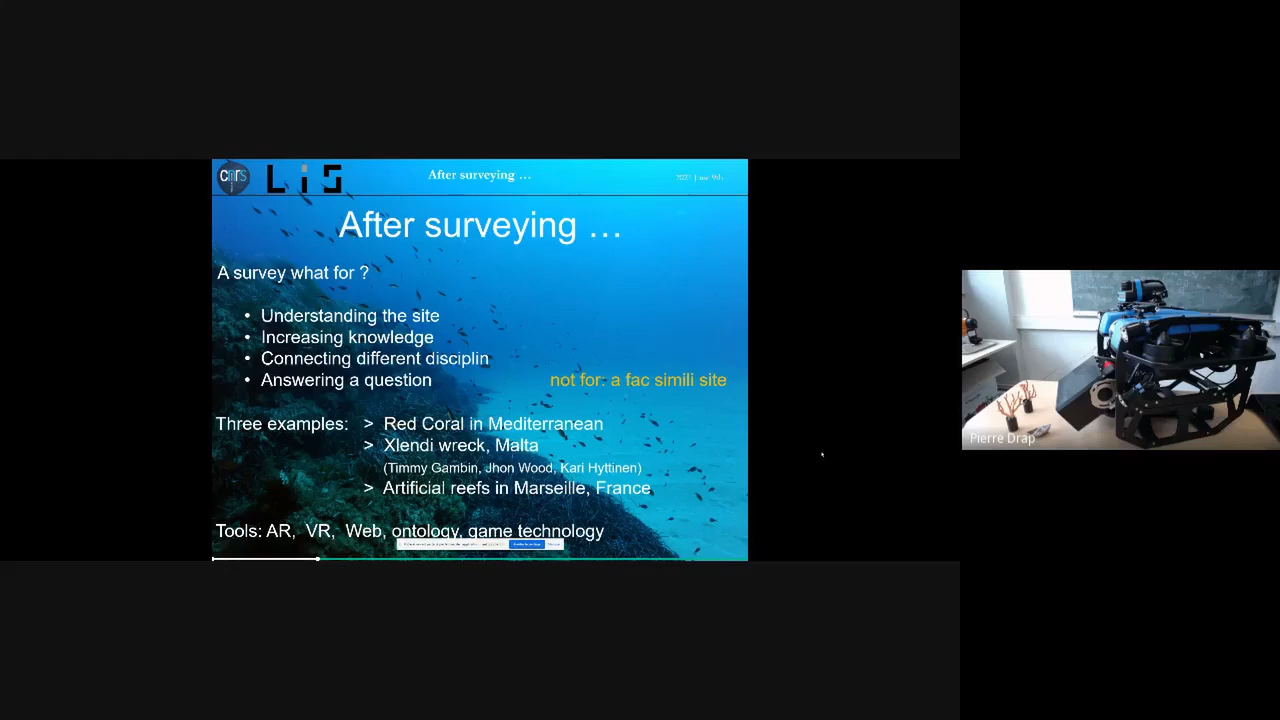 cnrs
LiS
After surveying ...
After surveying ...
A survey what for ?
• Understanding the site
• Increasing knowledge
• Connecting different disciplin
• Answering a question
not for: a fac simili site
Three examples: > Red Coral in Mediterranean
> Xlendi wreck, Malta
(Timmy Gambin, Jhon Wood, Kari Hyttinen)
> Artificial reefs in Marseille, France
Tools: AR, VR, Web, ontology, game technology
Pierre Drap